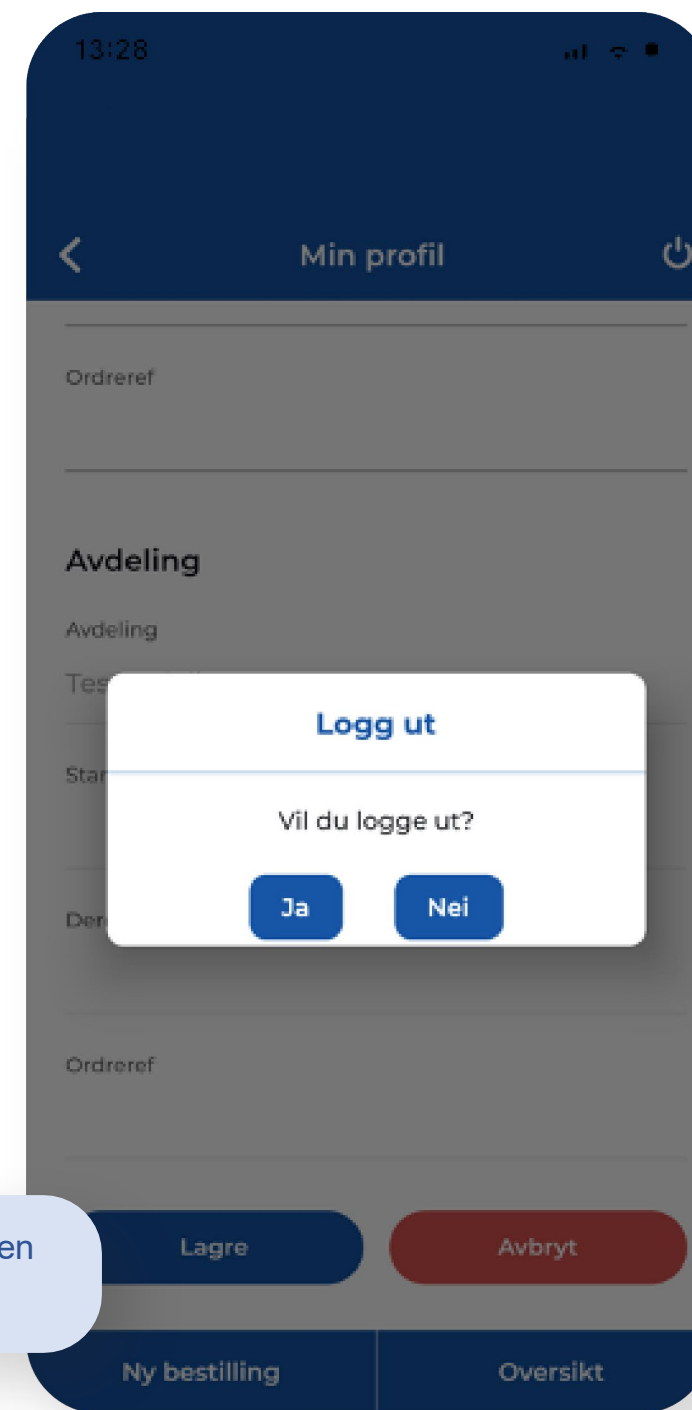 13:28
Min profil
Ordreref
Avdeling
Avdeling
Logg ut
Vil du logge ut?
Ja Nei
Ordreref
en
Lagre Avbryt
Ny bestilling Oversikt